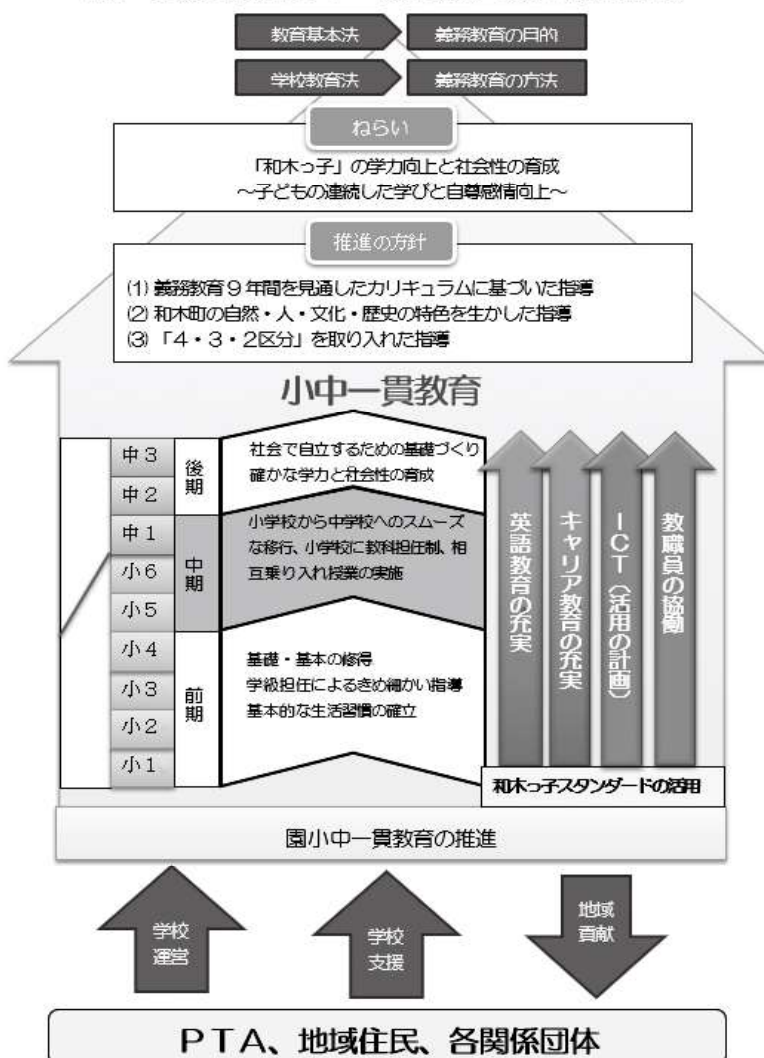 教育基本法
義務教育の目的
学校教育法
義務教育の方法
ねらい
「和木っ子」の学力向上と社会性の育成
～子どもの連続した学びと自尊感情向上～
推進の方針
(1) 義務教育９年間を見通したカリキュラムに基づいた指導
(2) 和木町の自然・人・文化・歴史の特色を生かした指導
(3) 「４・３・２区分」を取り入れた指導
小中一貫教育
中３
中２
中１
小６
小５
小４
小３
小２
小１
後期
中期
前期
社会で自立するための基礎づくり
確かな学力と社会性の育成
小学校から中学校へのスムーズ
な移行、小学校に教科担任制、相
互乗り入れ授業の実施
基礎・基本の修得
学級担任によるきめ細かい指導
基本的な生活習慣の確立
英語教育の充実
キャリア教育の充実
ＩＣＴ（活用の計画）
教職員の協働
和木っ子スタンダードの活用
園小中一貫教育の推進
学校
運営
学校
支援
地域
貢献
ＰＴＡ、地域住民、各関係団体